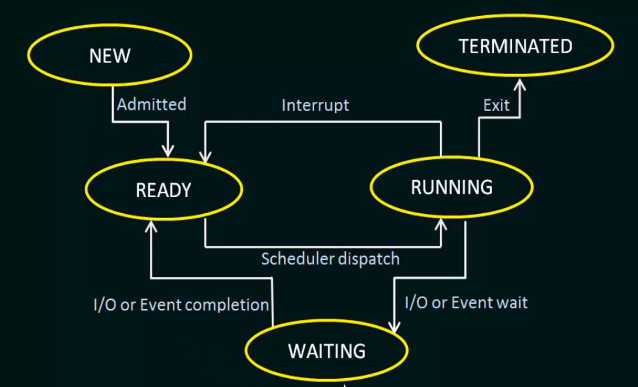 NEW
TERMINATED
Admitted
Interrupt
Exit
READY
RUNNING
Scheduler dispatch
I/O or Event completion
I/O or Event wait
WAITING